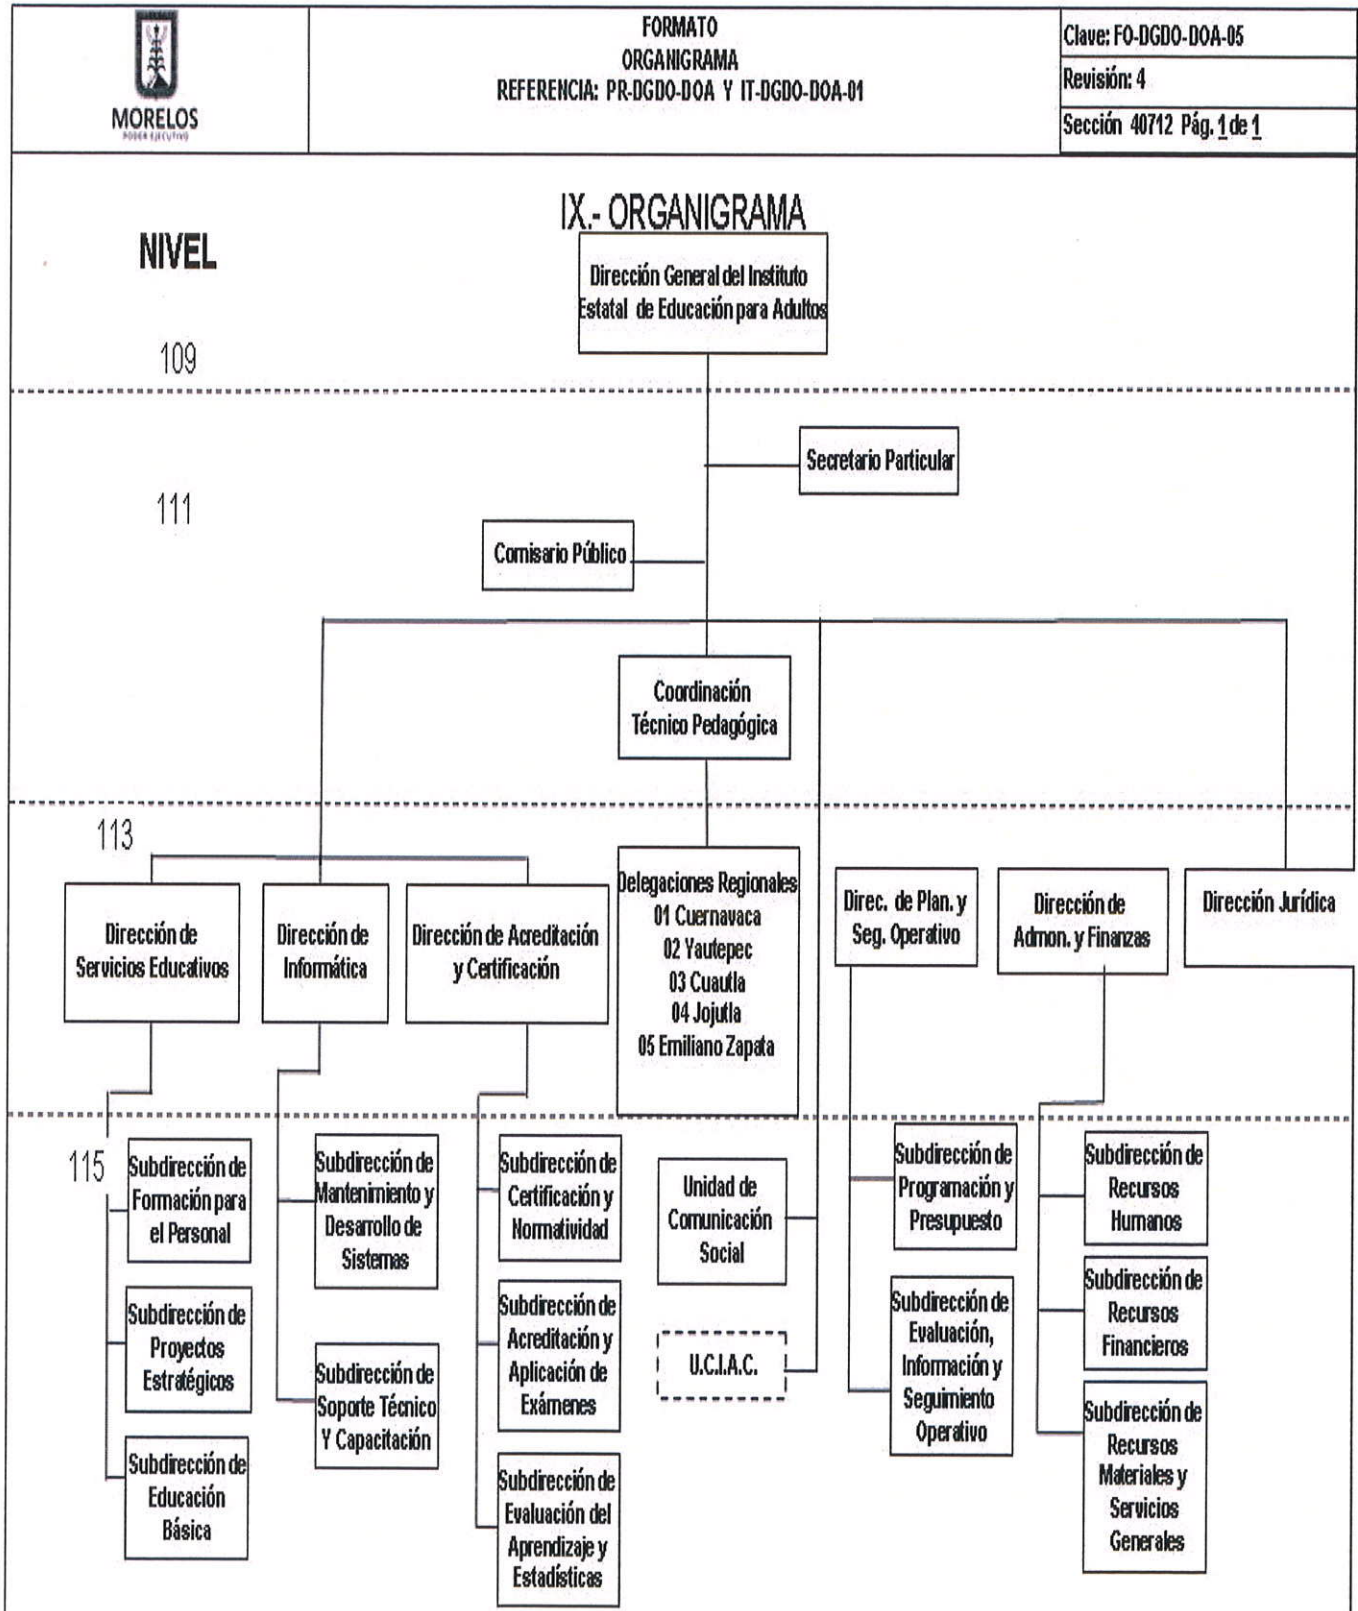 MORELOS
PODER EJECUTIVO
FORMATO
ORGANIGRAMA
REFERENCIA: PR-DGDO-DOA Y IT-DGDO-DOA-01
Clave: FO-DGDO-DOA-05
Revisión: 4
Sección 40712 Pág. 1 de 1
IX.- ORGANIGRAMA
NIVEL
Dirección General del Instituto
Estatal de Educación para Adultos
109
Secretario Particular
111
Comisario Público
Coordinación
Técnico Pedagógica
113
Dirección de
Servicios Educativos
Dirección de
Informática
Dirección de Acreditación
y Certificación
Delegaciones Regionales
01 Cuernavaca
02 Yautepec
03 Cuautla
04 Jojutla
05 Emiliano Zapata
Direc. de Plan. y
Seg. Operativo
Dirección de
Admon. y Finanzas
Dirección Jurídica
115
Subdirección de
Formación para
el Personal
Subdirección de
Proyectos
Estratégicos
Subdirección de
Educación
Básica
Subdirección de
Mantenimiento y
Desarrollo de
Sistemas
Subdirección de
Soporte Técnico
Y Capacitación
Subdirección de
Certificación y
Normatividad
Subdirección de
Acreditación y
Aplicación de
Exámenes
Subdirección de
Evaluación del
Aprendizaje y
Estadísticas
Unidad de
Comunicación
Social
U.C.I.A.C.
Subdirección de
Programación y
Presupuesto
Subdirección de
Evaluación,
Información y
Seguimiento
Operativo
Subdirección de
Recursos
Humanos
Subdirección de
Recursos
Financieros
Subdirección de
Recursos
Materiales y
Servicios
Generales